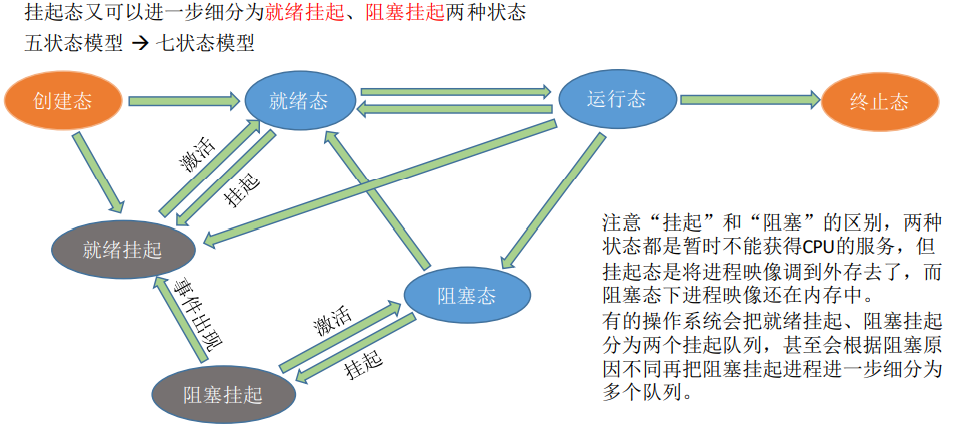 挂起态又可以进一步细分为就绪挂起、阻塞挂起两种状态
五状态模型 → 七状态模型
创建态
就绪态
运行态
终止态
激活
挂起
就绪挂起
事件出现
阻塞态
激活
挂起
阻塞挂起
注意“挂起”和“阻塞”的区别，两种
状态都是暂时不能获得CPU的服务，但
挂起态是将进程映像调到外存去了，而
阻塞态下进程映像还在内存中。
有的操作系统会把就绪挂起、阻塞挂起
分为两个挂起队列，甚至会根据阻塞原
因不同再把阻塞挂起进程进一步细分为
多个队列。